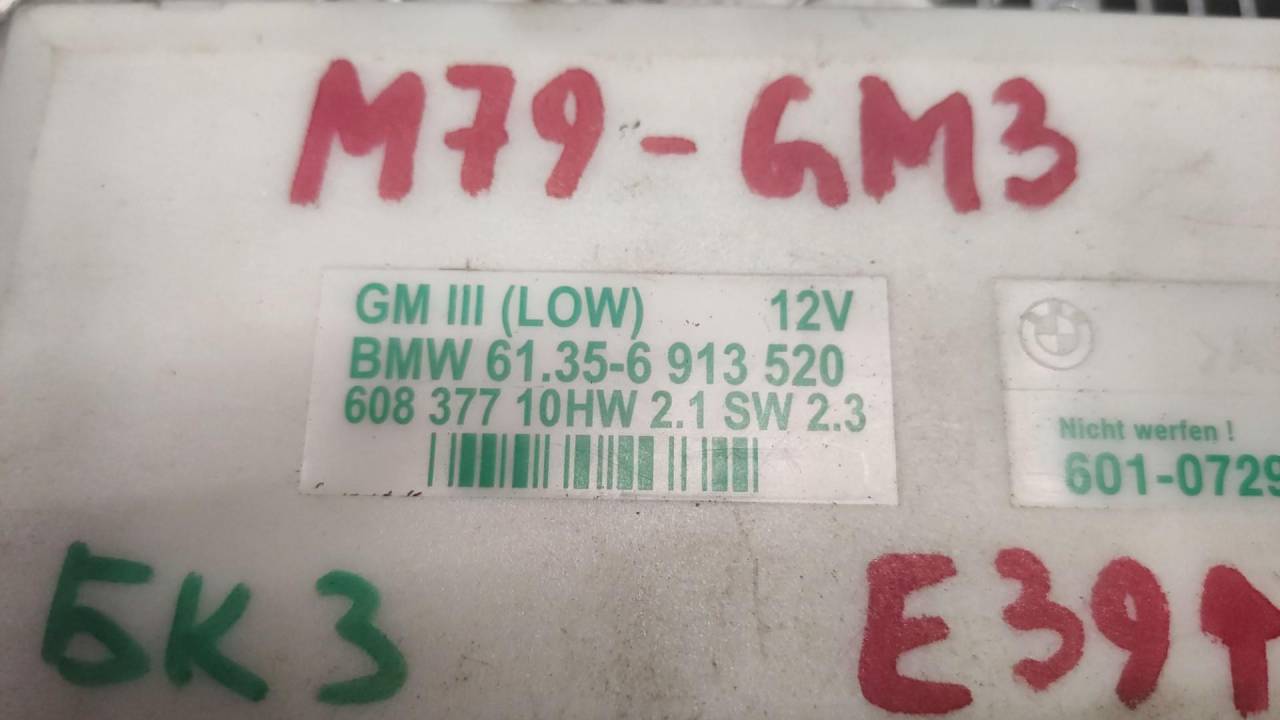 M79-GM3
GM III (LOW) 12V
BMW 61.35-6 913 520
608 377 10HW 2.1 SW 2.3
Nicht werfen !
601-0729
БК3
E39↑